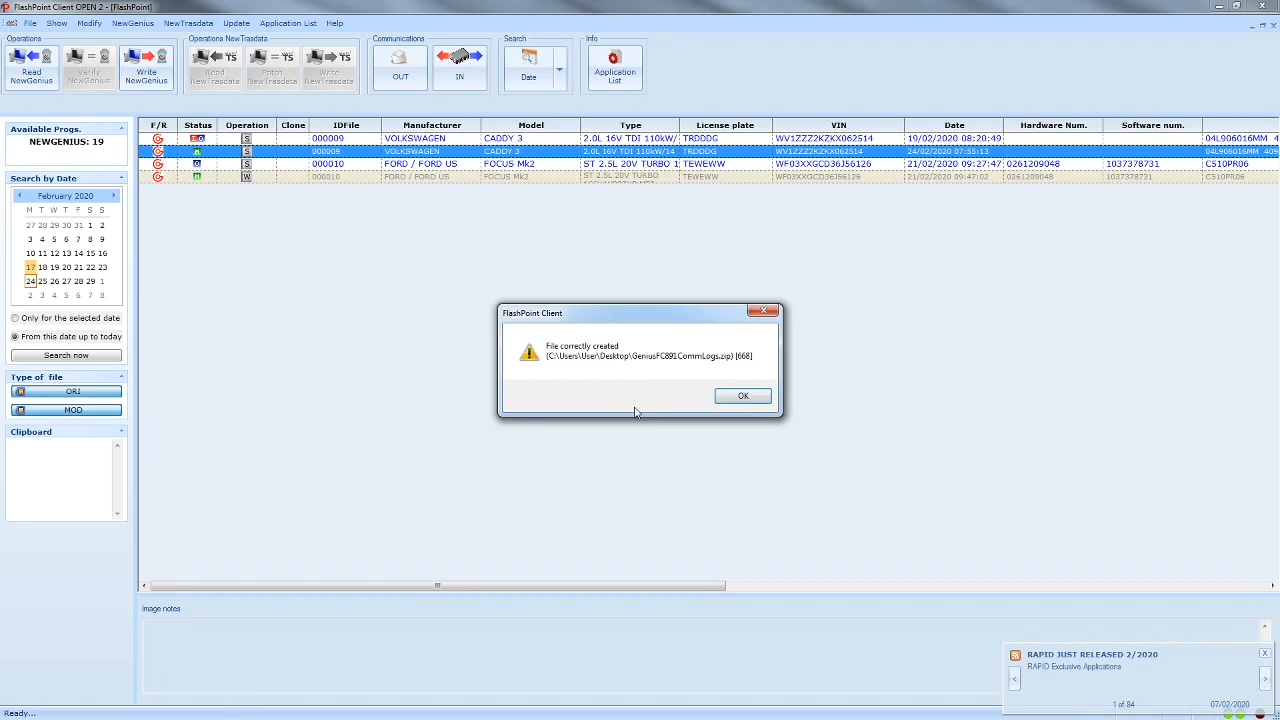 FlashPoint Client OPEN 2 - [FlashPoint]
File Show Modify NewGenius NewTrasdata Update Application List Help
Operations Operations NewTrasdata Communications Search Info
Read NewGenius
Verify NewGenius
Write NewGenius
Read NewTrasdata
Patch NewTrasdata
Write NewTrasdata
OUT
IN
Date
Application List
Available Progs.
NEWGENIUS: 19
Search by Date
February 2020
M T W T F S S
27 28 29 30 31 1 2
3 4 5 6 7 8 9
10 11 12 13 14 15 16
17 18 19 20 21 22 23
24 25 26 27 28 29 1
2 3 4 5 6 7 8
Only for the selected date
From this date up to today
Search now
Type of file
ORI
MOD
Clipboard
F/R Status Operation Clone IDFile Manufacturer Model Type License plate VIN Date Hardware Num. Software num.
S 000009 VOLKSWAGEN CADDY 3 2.0L 16V TDI 110kW/ TRDDDG WV1ZZZ2KZKX062514 19/02/2020 08:20:49 04L906016MM
M S 000009 VOLKSWAGEN CADDY 3 2.0L 16V TDI 110kW/14 TRDDDG WV1ZZZ2KZKX062514 24/02/2020 07:55:13 04L906016MM 409
O S 000010 FORD / FORD US FOCUS Mk2 ST 2.5L 20V TURBO 1 TEWEWW WF03XXGCD36J56126 21/02/2020 09:27:47 0261209048 1037378731 C510PR06
M W 000010 FORD / FORD US FOCUS Mk2 ST 2.5L 20V TURBO TEWEWW WF03XXGCD36J56126 21/02/2020 09:47:02 0261209048 1037378731 C510PR06
FlashPoint Client
File correctly created
(C:\Users\User\Desktop\GeniusFC891CommLogs.zip) [668]
OK
image notes
RAPID JUST RELEASED 2/2020
RAPID Exclusive Applications
1 of 84 07/02/2020
Ready...